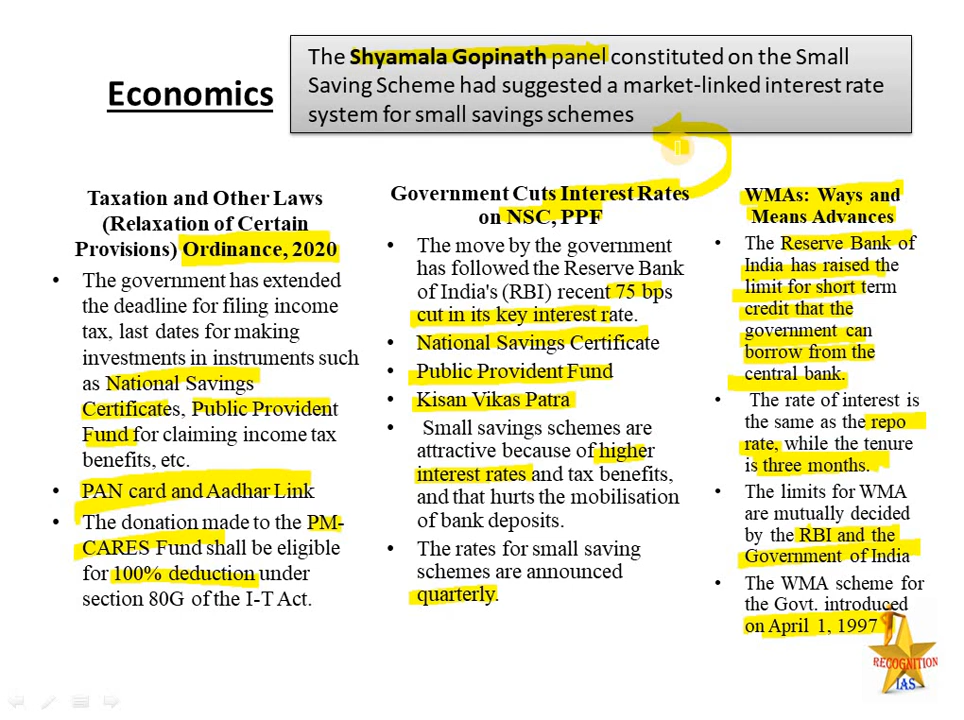 The Shyamala Gopinath panel constituted on the Small
Saving Scheme had suggested a market-linked interest rate
system for small savings schemes
Economics
Taxation and Other Laws
(Relaxation of Certain
Provisions) Ordinance, 2020
• The government has extended
the deadline for filing income
tax, last dates for making
investments in instruments such
as National Savings
Certificates, Public Provident
Fund for claiming income tax
benefits, etc.
• PAN card and Aadhar Link
• The donation made to the PM-
CARES Fund shall be eligible
for 100% deduction under
section 80G of the I-T Act.
Government Cuts Interest Rates
on NSC, PPF
• The move by the government
has followed the Reserve Bank
of India's (RBI) recent 75 bps
cut in its key interest rate.
• National Savings Certificate
• Public Provident Fund
• Kisan Vikas Patra
• Small savings schemes are
attractive because of higher
interest rates and tax benefits,
and that hurts the mobilisation
of bank deposits.
• The rates for small saving
schemes are announced
quarterly.
WMAs: Ways and
Means Advances
• The Reserve Bank of
India has raised the
limit for short term
credit that the
government can
borrow from the
central bank.
• The rate of interest is
the same as the repo
rate, while the tenure
is three months.
• The limits for WMA
are mutually decided
by the RBI and the
Government of India
• The WMA scheme for
the Govt. introduced
on April 1, 1997
RECOGNITION
IAS